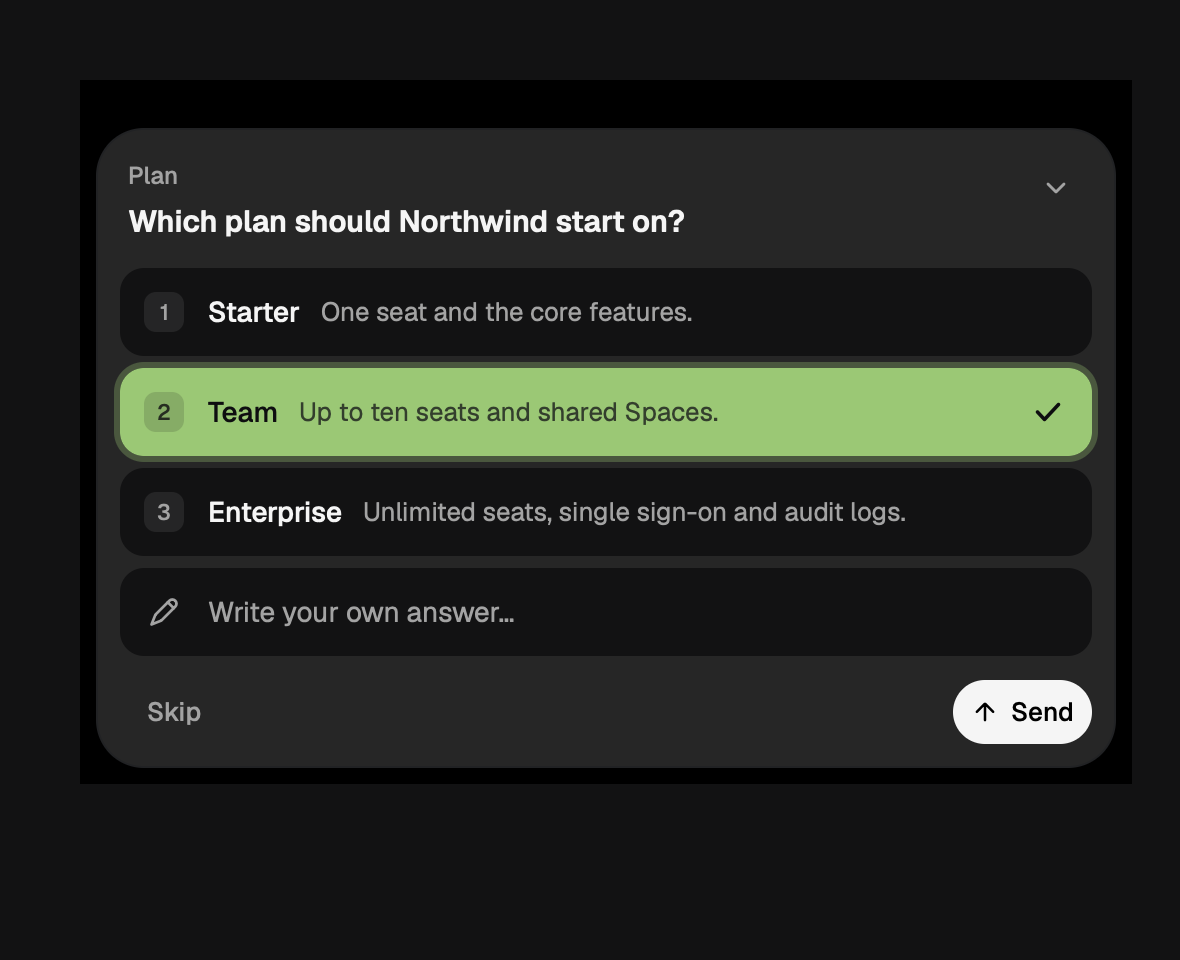 Plan
Which plan should Northwind start on?
1 Starter One seat and the core features.
2 Team Up to ten seats and shared Spaces.
3 Enterprise Unlimited seats, single sign-on and audit logs.
Write your own answer...
Skip
Send